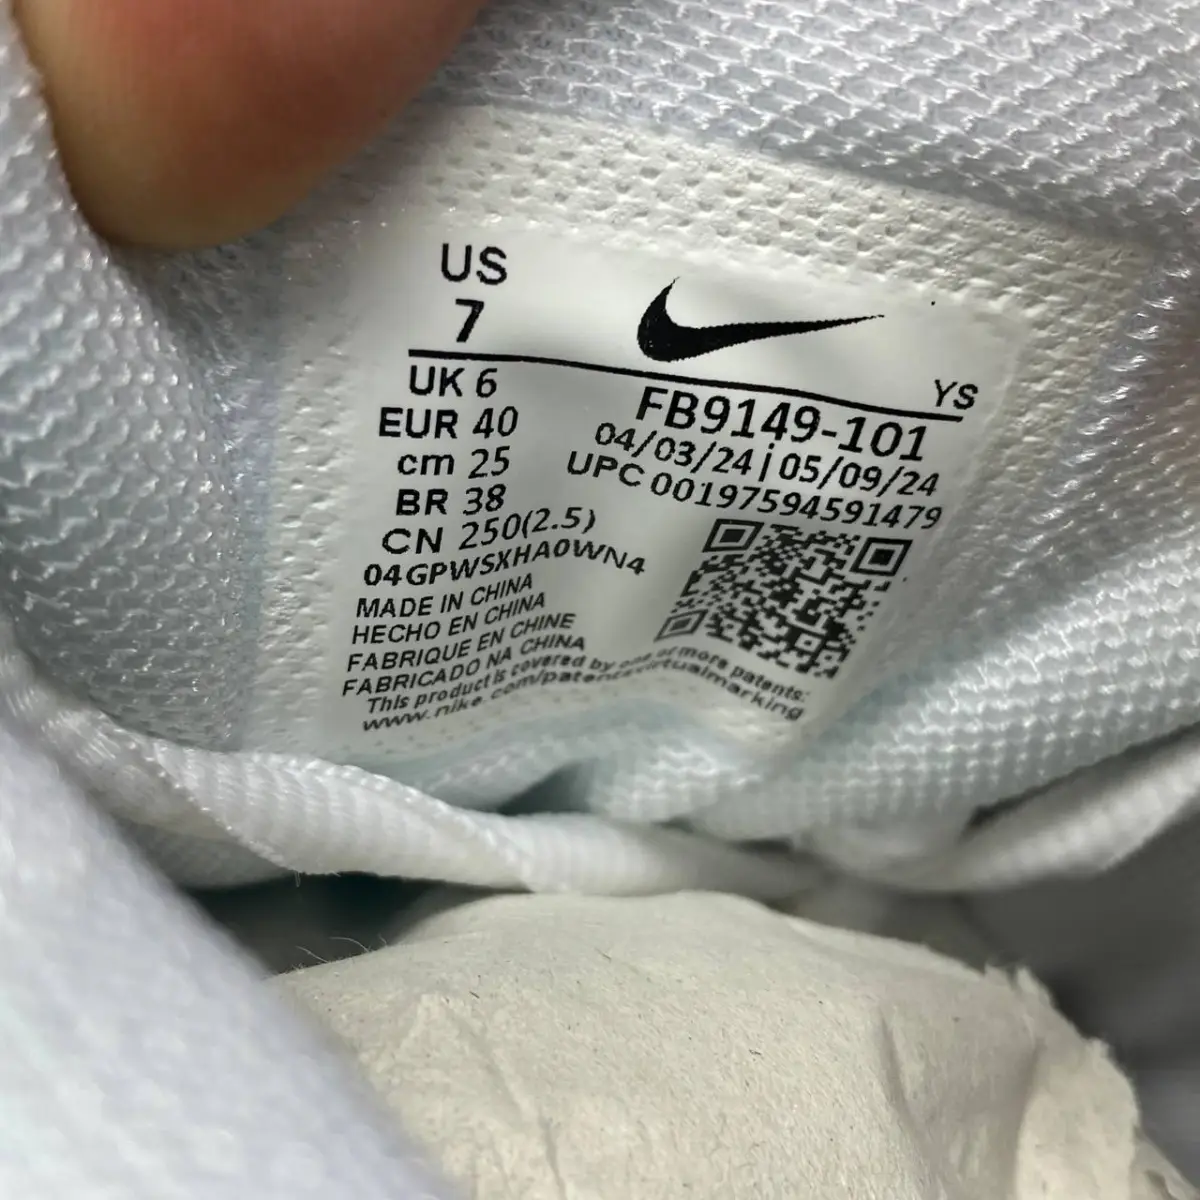 US
7
YS
UK 6
EUR 40
cm 25
BR 38
CN 250(2.5)
FB9149-101
04/03/24 | 05/09/24
UPC 00197594591479
04GPWSXHA0WN4
MADE IN CHINA
HECHO EN CHINA
FABRIQUE EN CHINE
FABRICADO NA CHINA
This product is covered by one or more patents:
www.nike.com/patentsvirtualmarking